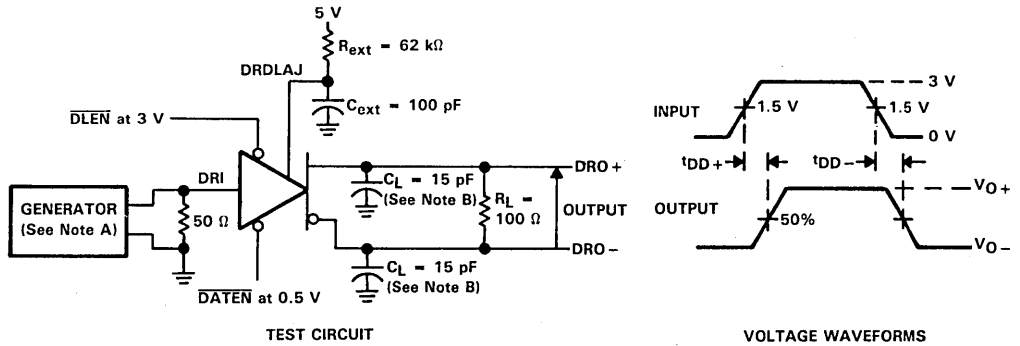 5 V
R_ext = 62 kΩ
DRDLAJ
C_ext = 100 pF
DLEN at 3 V
DRI
GENERATOR
(See Note A)
50 Ω
DATEN at 0.5 V
C_L = 15 pF
(See Note B)
R_L =
100 Ω
DRO+
OUTPUT
DRO−
C_L = 15 pF
(See Note B)
TEST CIRCUIT
INPUT
3 V
1.5 V
1.5 V
0 V
t_DD+
t_DD−
OUTPUT
50%
V_O+
V_O−
VOLTAGE WAVEFORMS